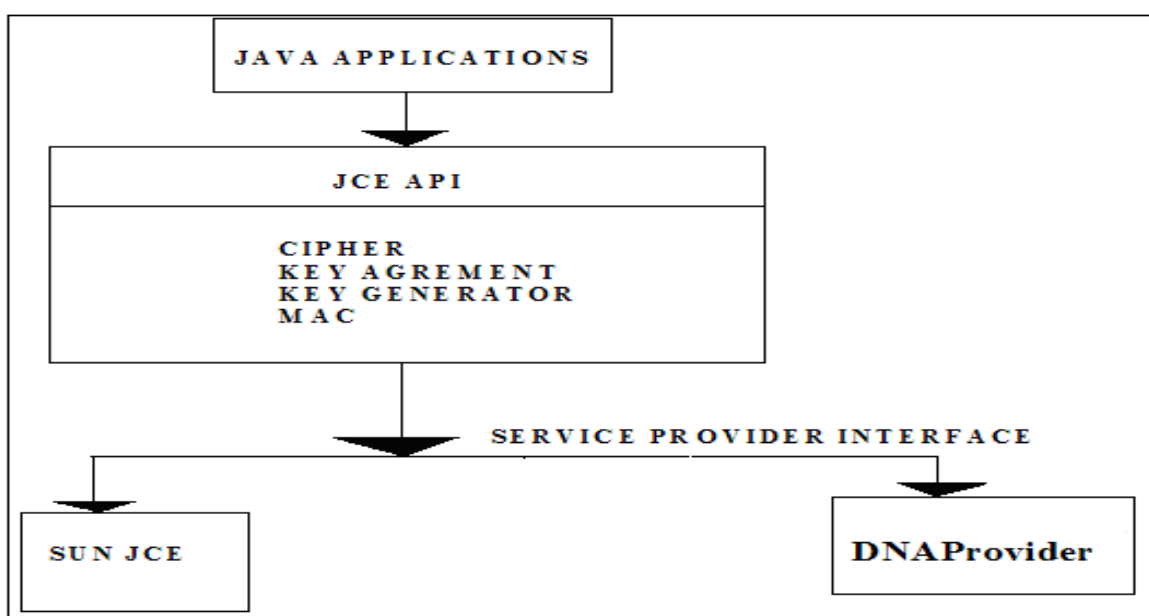 JAVA APPLICATIONS
JCE API
CIPHER
KEY AGREMENT
KEY GENERATOR
MAC
SERVICE PROVIDER INTERFACE
SUN JCE
DNAProvider